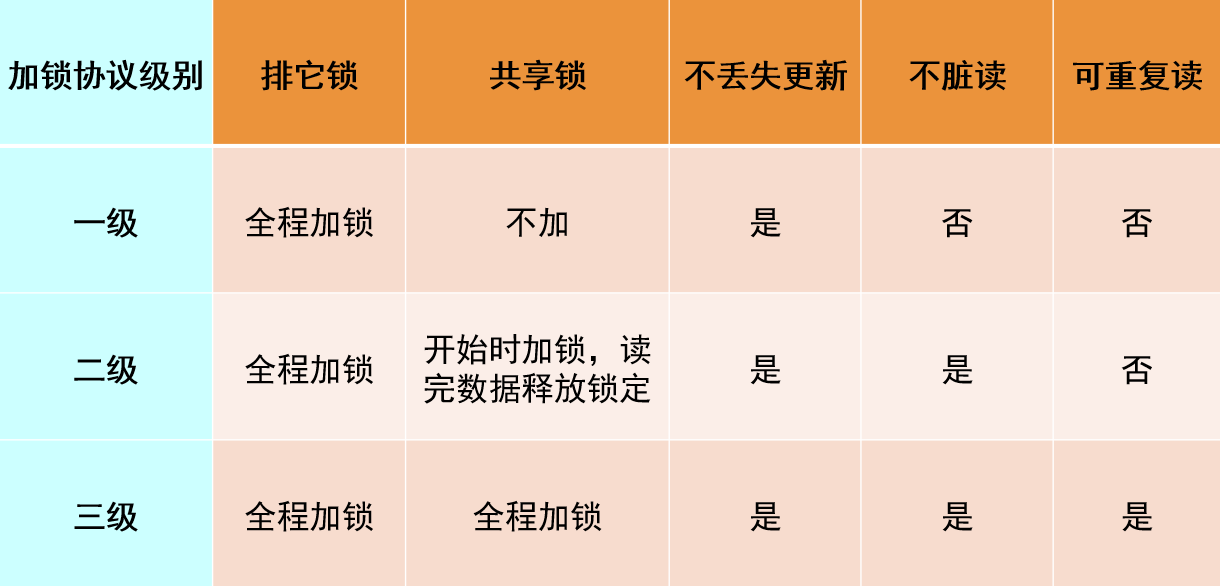 加锁协议级别 排它锁 共享锁 不丢失更新 不脏读 可重复读
一级 全程加锁 不加 是 否 否
二级 全程加锁 开始时加锁，读 是 是 否
完数据释放锁定
三级 全程加锁 全程加锁 是 是 是